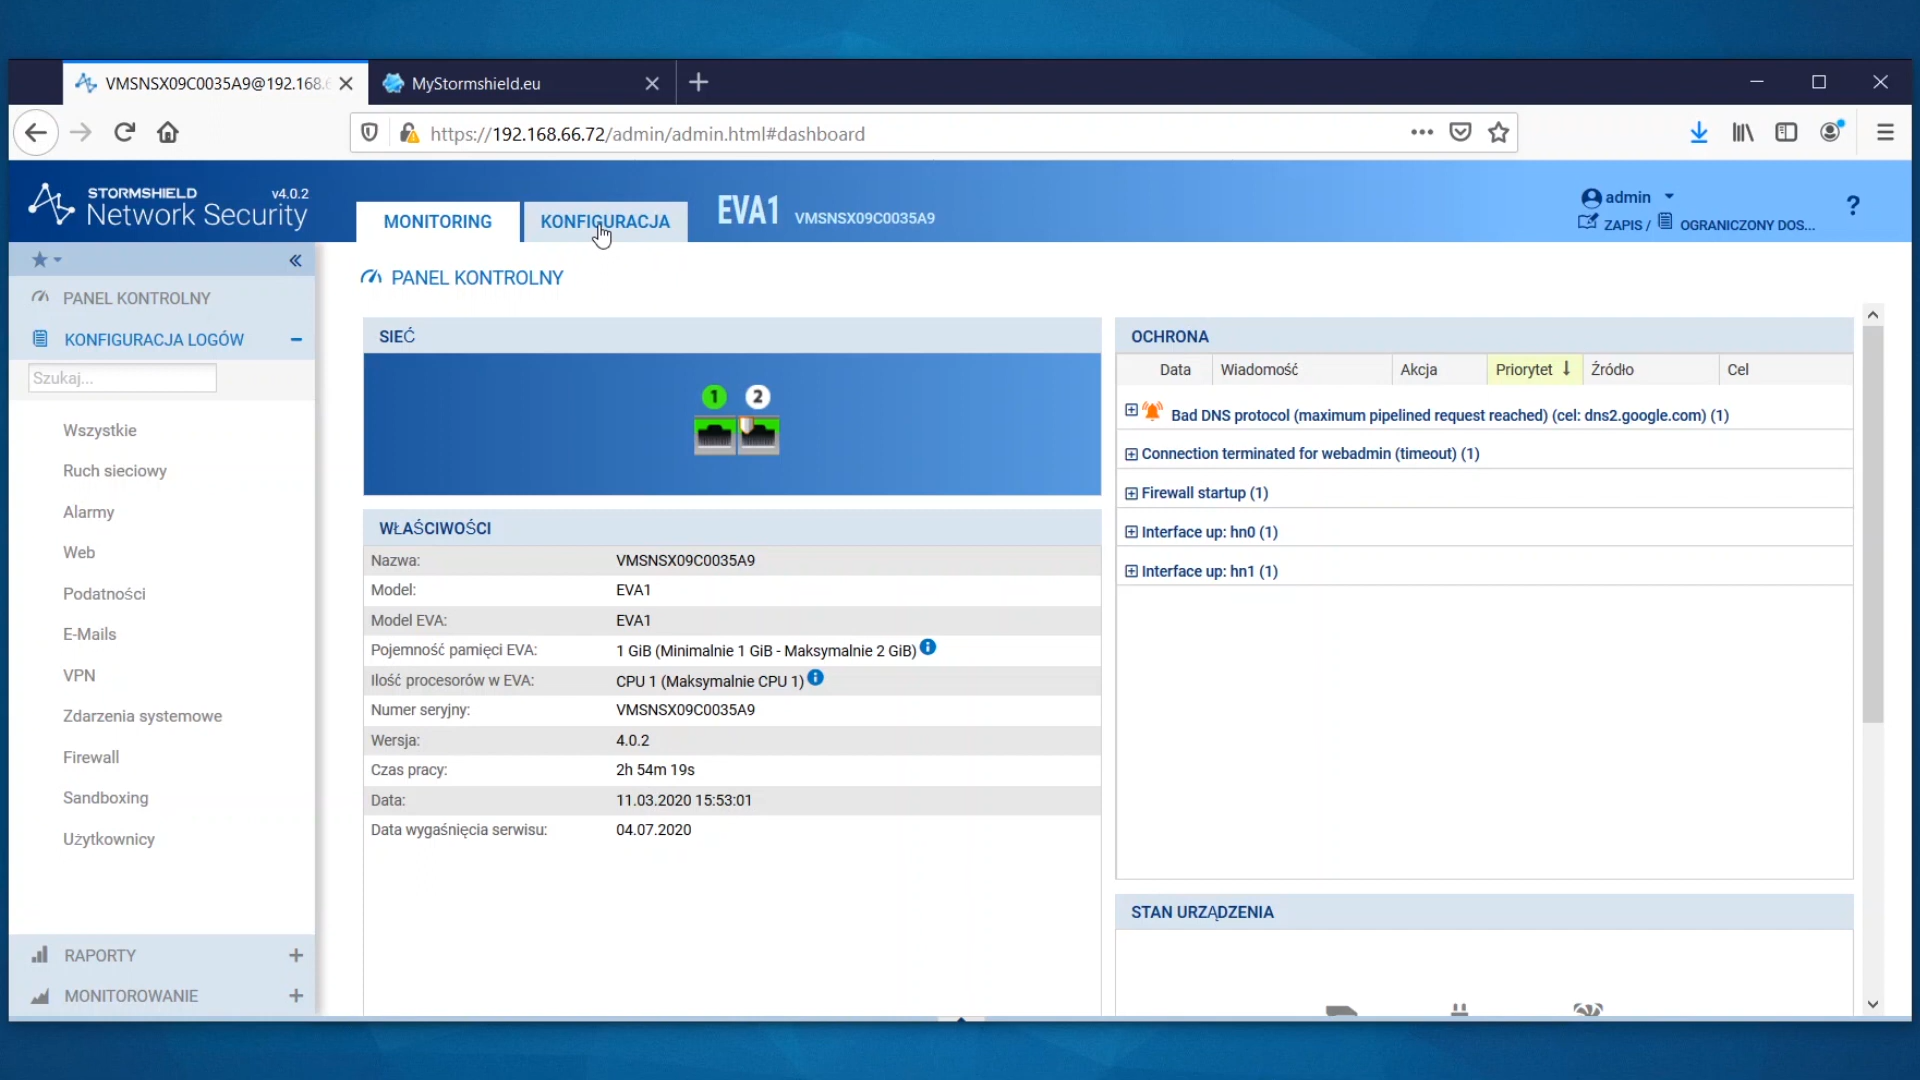 VMSNSX09C0035A9@192.168.6
MyStormshield.eu
https://192.168.66.72/admin/admin.html#dashboard
STORMSHIELD
v4.0.2
Network Security
MONITORING
KONFIGURACJA
EVA1
VMSNSX09C0035A9
admin
ZAPIS /
OGRANICZONY DOS...
?
PANEL KONTROLNY
KONFIGURACJA LOGÓW
Szukaj...
Wszystkie
Ruch sieciowy
Alarmy
Web
Podatności
E-Mails
VPN
Zdarzenia systemowe
Firewall
Sandboxing
Użytkownicy
RAPORTY
MONITOROWANIE
PANEL KONTROLNY
SIEĆ
1
2
WŁAŚCIWOŚCI
Nazwa: VMSNSX09C0035A9
Model: EVA1
Model EVA: EVA1
Pojemność pamięci EVA: 1 GiB (Minimalnie 1 GiB - Maksymalnie 2 GiB)
Ilość procesorów w EVA: CPU 1 (Maksymalnie CPU 1)
Numer seryjny: VMSNSX09C0035A9
Wersja: 4.0.2
Czas pracy: 2h 54m 19s
Data: 11.03.2020 15:53:01
Data wygaśnięcia serwisu: 04.07.2020
OCHRONA
Data Wiadomość Akcja Priorytet Źródło Cel
Bad DNS protocol (maximum pipelined request reached) (cel: dns2.google.com) (1)
Connection terminated for webadmin (timeout) (1)
Firewall startup (1)
Interface up: hn0 (1)
Interface up: hn1 (1)
STAN URZĄDZENIA